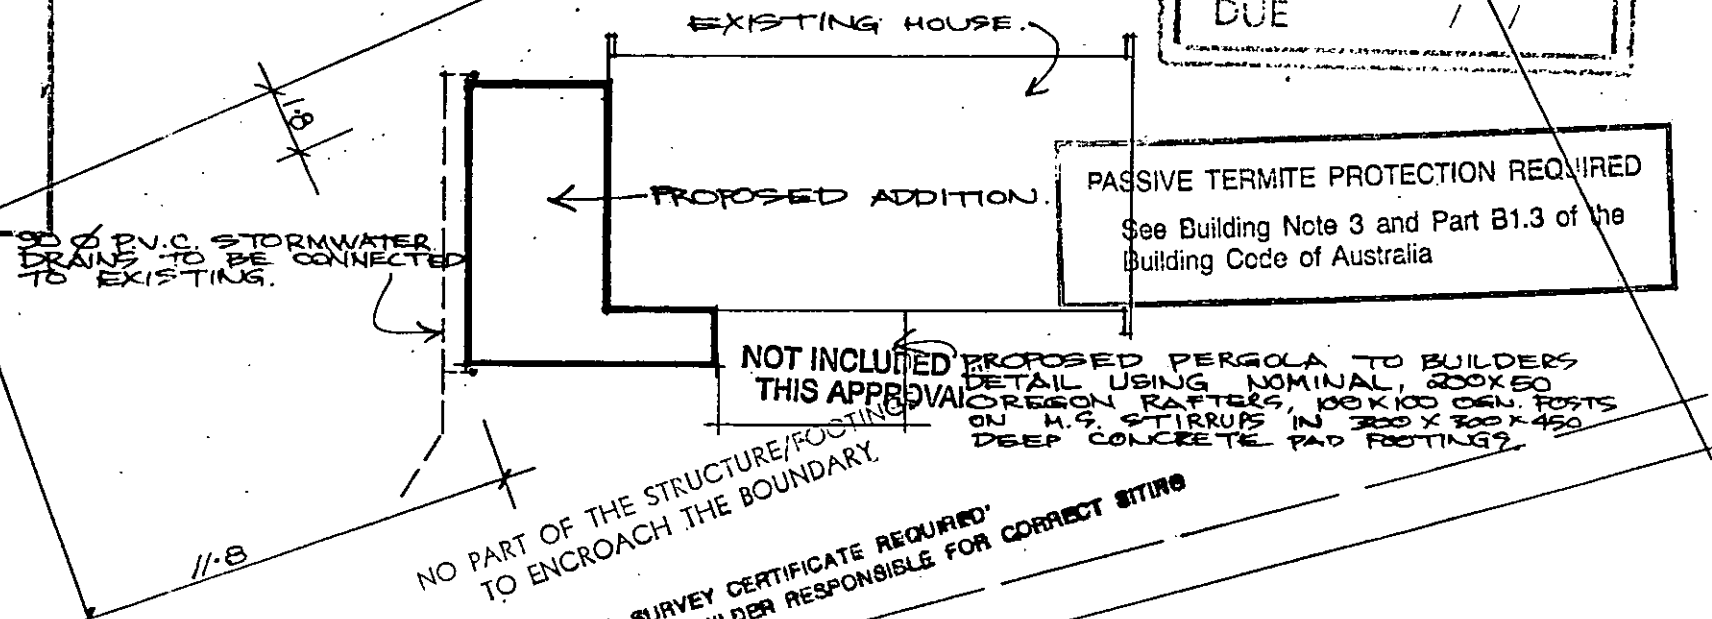 EXISTING HOUSE.
DUE / /
1.8
PROPOSED ADDITION.
PASSIVE TERMITE PROTECTION REQUIRED
See Building Note 3 and Part B1.3 of the
Building Code of Australia
90 Ø P.V.C. STORMWATER
DRAINS TO BE CONNECTED
TO EXISTING.
NOT INCLUDED
THIS APPROVAL
PROPOSED PERGOLA TO BUILDERS
DETAIL USING NOMINAL, 200X50
OREGON RAFTERS, 100X100 OGN. POSTS
ON M.S. STIRRUPS IN 300 X 300 X 450
DEEP CONCRETE PAD FOOTINGS.
NO PART OF THE STRUCTURE/FOOTING
TO ENCROACH THE BOUNDARY.
11.8
SURVEY CERTIFICATE REQUIRED'
RESPONSIBLE FOR CORRECT SITING